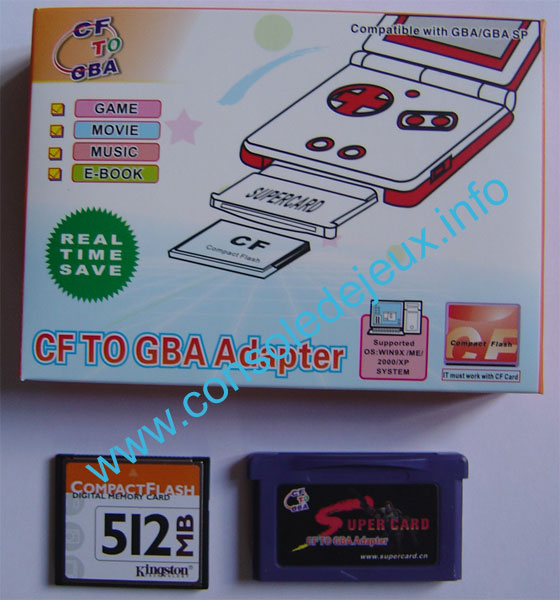 CF
TO
GBA
Compatible with GBA/GBA SP
GAME
MOVIE
MUSIC
E-BOOK
SUPERCARD
CF
Compact Flash
REAL
TIME
SAVE
CF TO GBA Adapter
Supported
OS:WIN9X /ME/
2000/XP
SYSTEM
CF
Compact Flash
IT must work with CF Card
www.consoledejeux.info
COMPACTFLASH
DIGITAL MEMORY CARD
512 MB
Kingston
CF
TO
GBA
SUPER CARD
CF TO GBA Adapter
www.supercard.cn